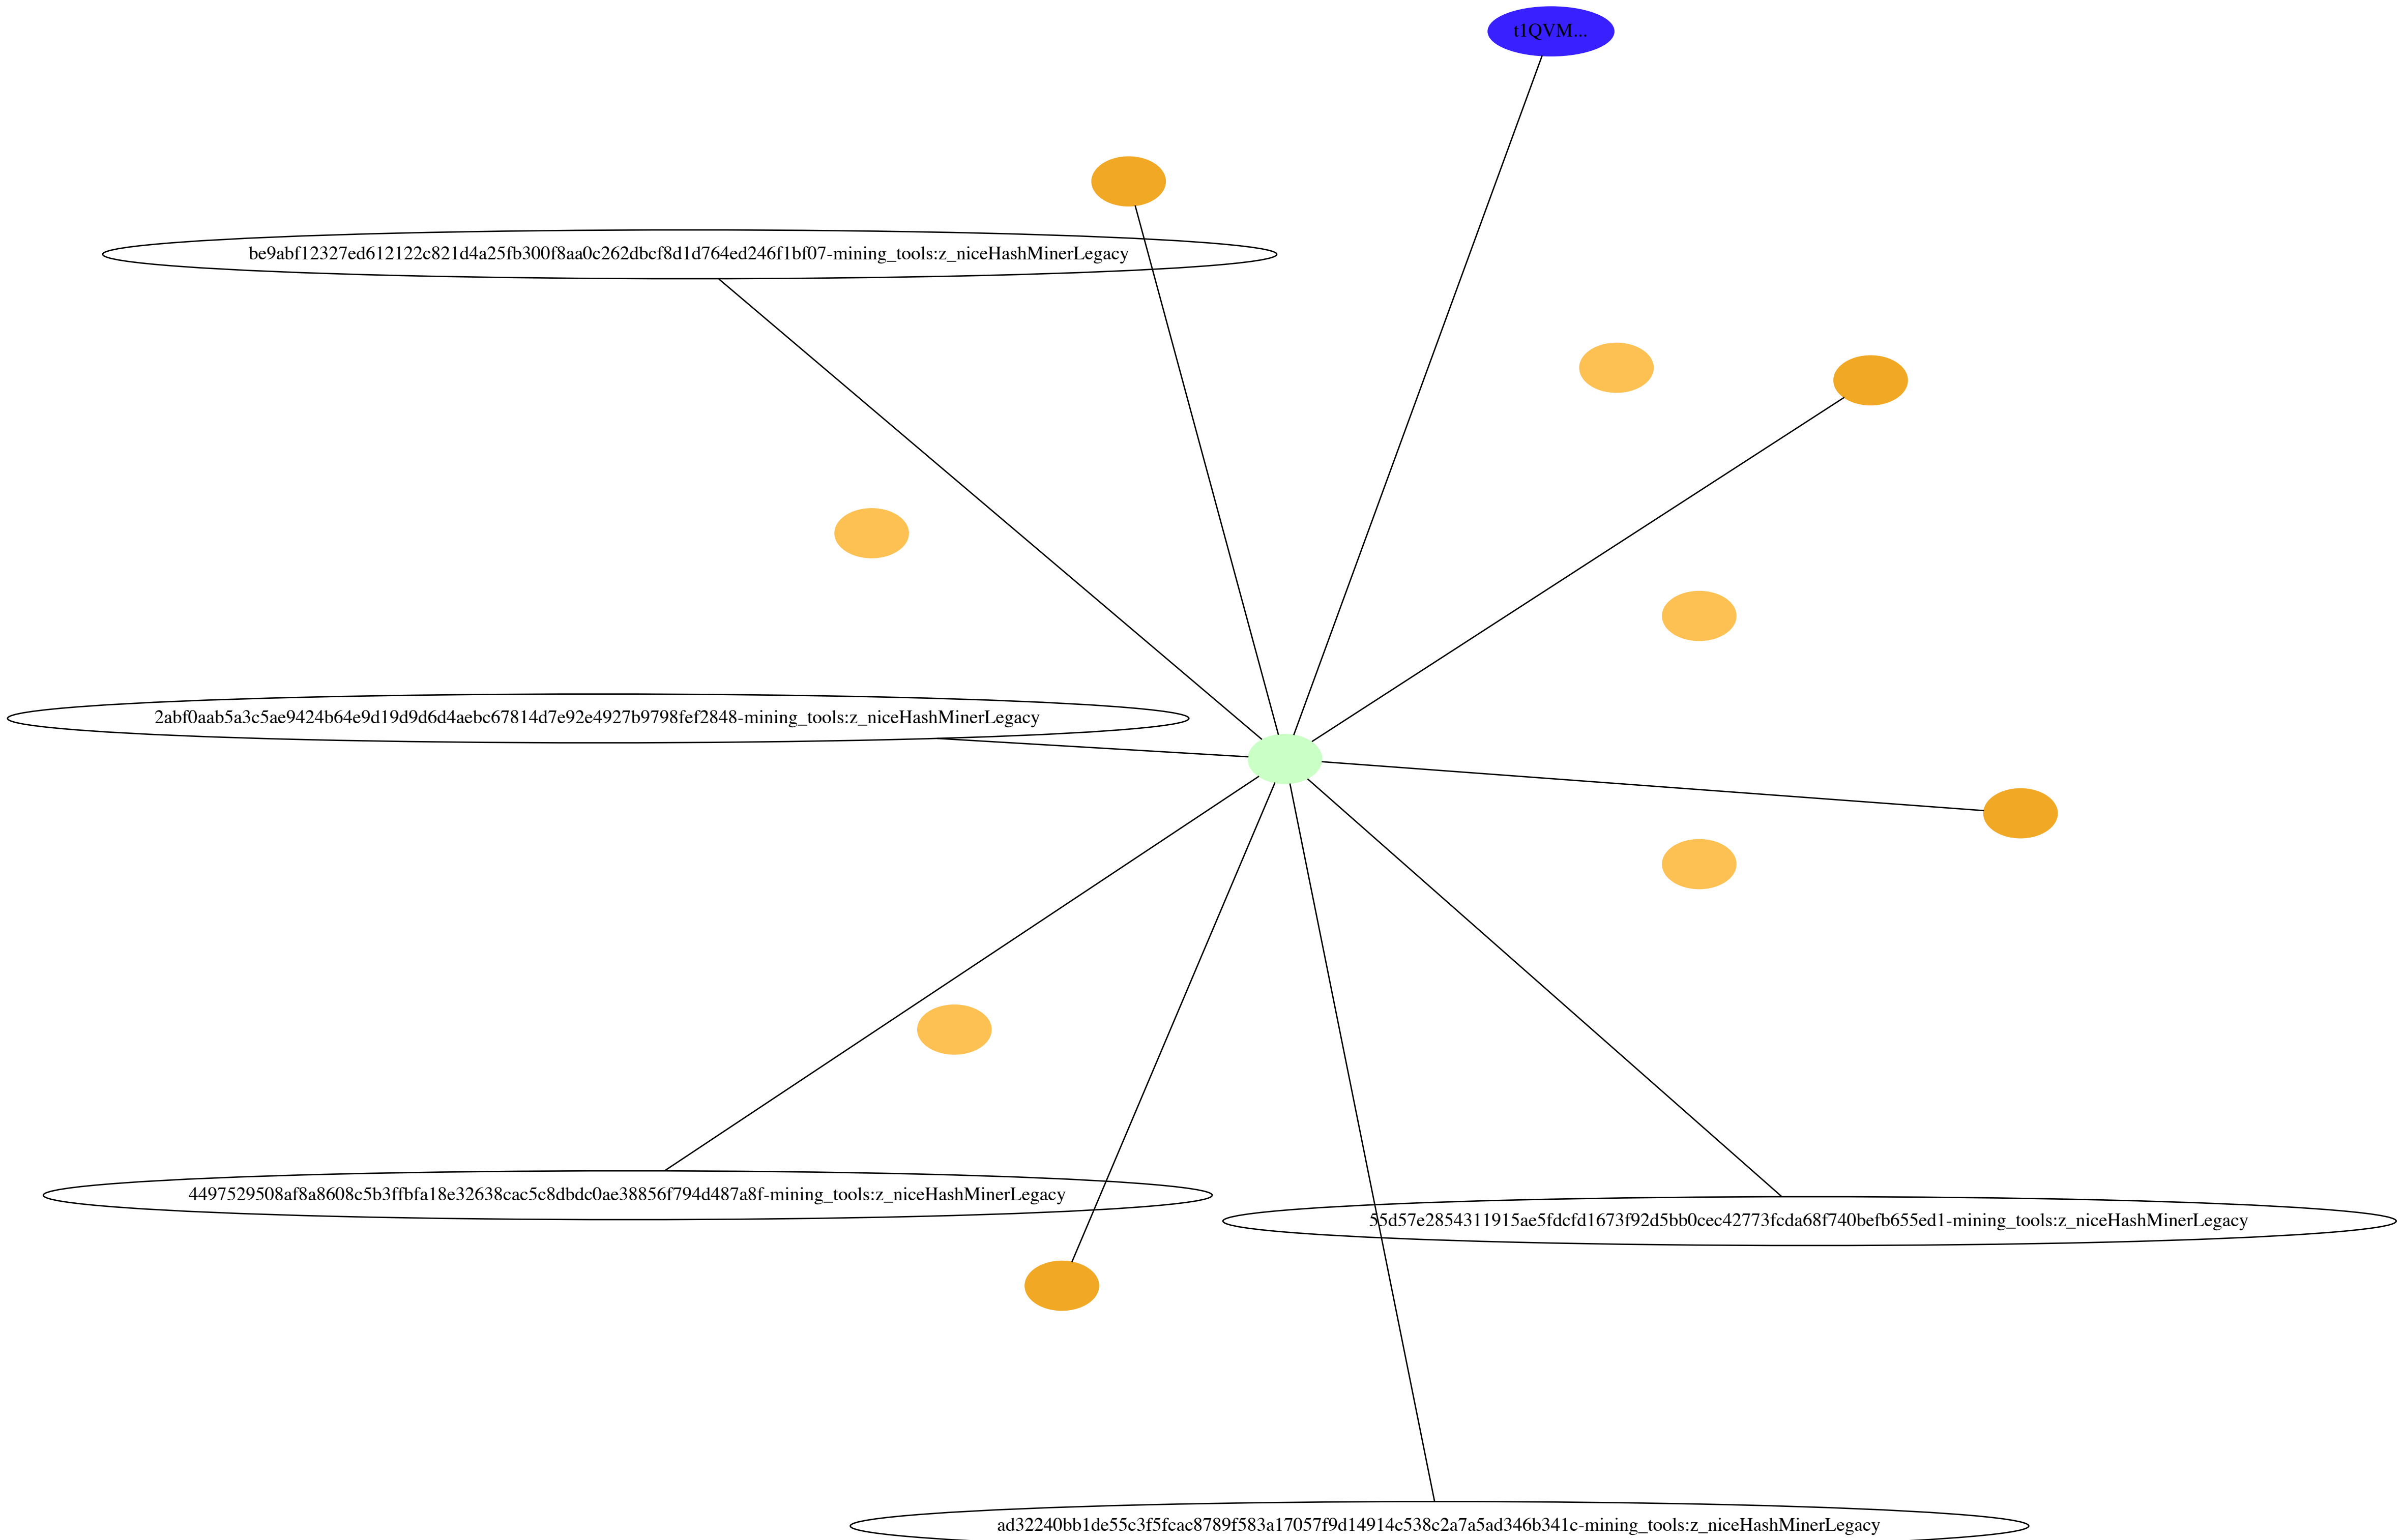 t1QVM...
be9abf12327ed612122c821d4a25fb300f8aa0c262dbcf8d1d764ed246f1bf07-mining_tools:z_niceHashMinerLegacy
2abf0aab5a3c5ae9424b64e9d19d9d6d4aebc67814d7e92e4927b9798fef2848-mining_tools:z_niceHashMinerLegacy
4497529508af8a8608c5b3ffbfa18e32638cac5c8dbdc0ae38856f794d487a8f-mining_tools:z_niceHashMinerLegacy
55d57e2854311915ae5fdcfd1673f92d5bb0cec42773fcda68f740befb655ed1-mining_tools:z_niceHashMinerLegacy
ad32240bb1de55c3f5fcac8789f583a17057f9d14914c538c2a7a5ad346b341c-mining_tools:z_niceHashMinerLegacy